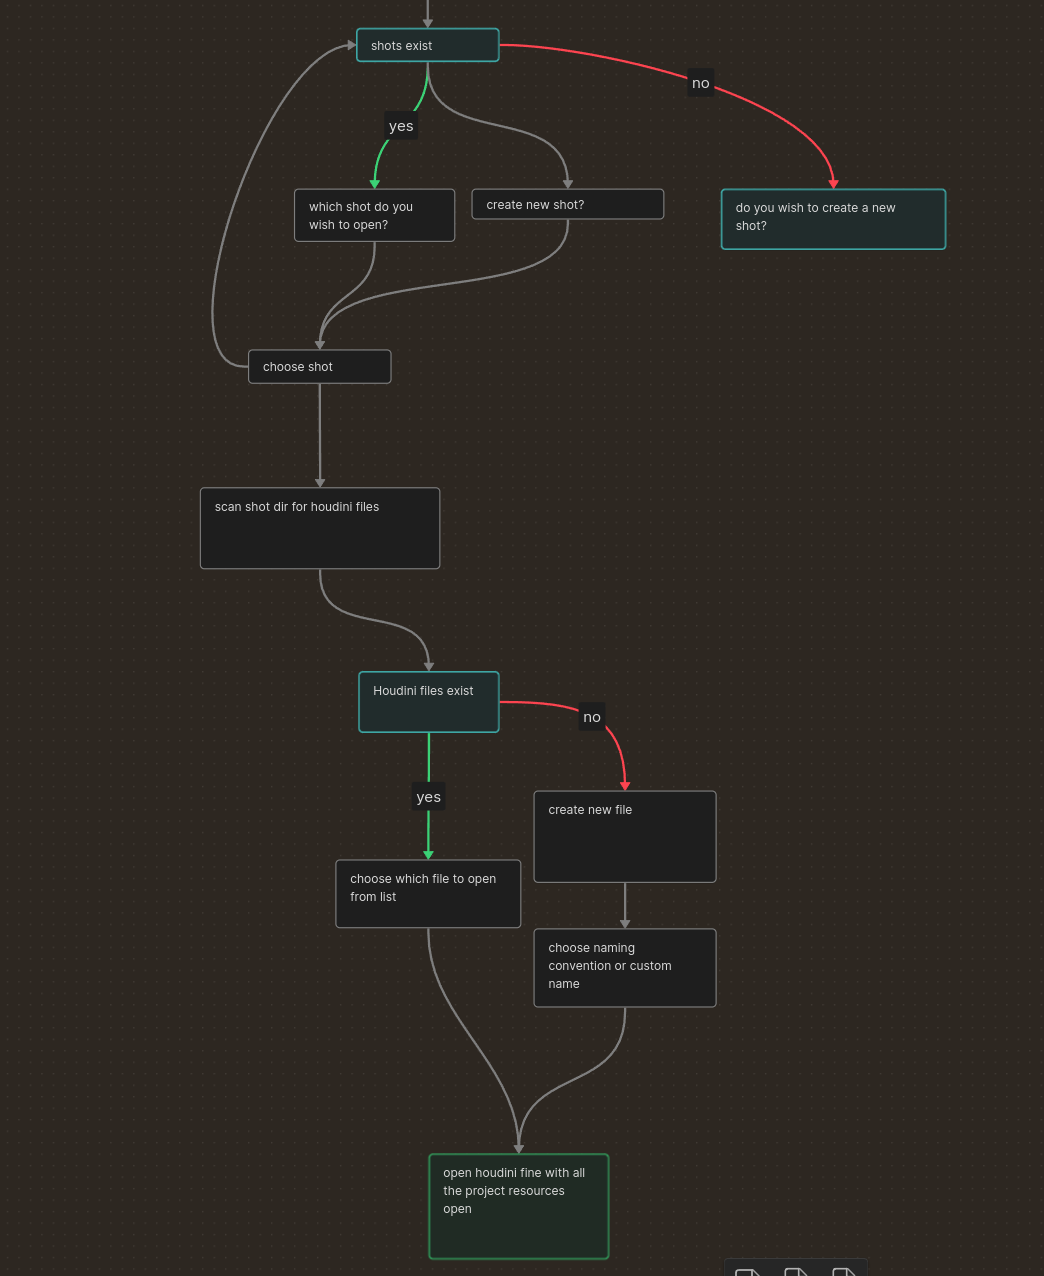 shots exist
no
yes
which shot do you
wish to open?
create new shot?
do you wish to create a new
shot?
choose shot
scan shot dir for houdini files
Houdini files exist
no
yes
create new file
choose which file to open
from list
choose naming
convention or custom
name
open houdini fine with all
the project resources
open